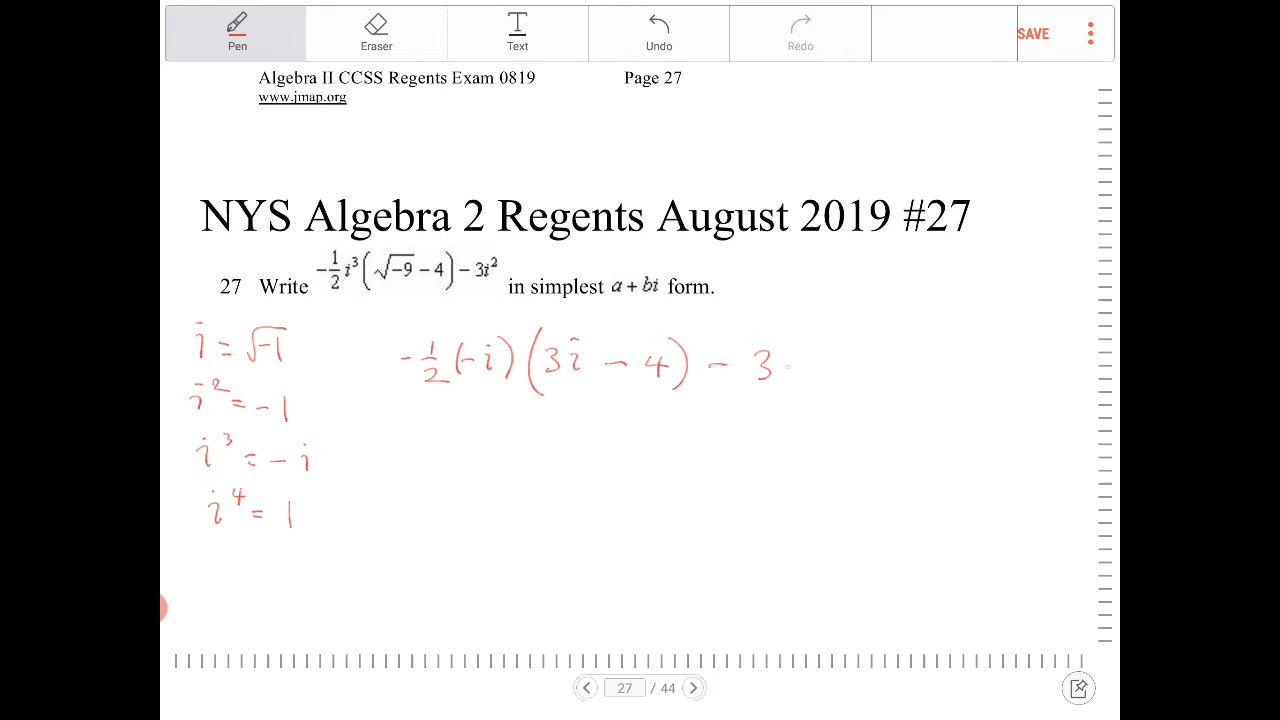 Pen Eraser Text Undo Redo SAVE
Algebra II CCSS Regents Exam 0819 Page 27
www.jmap.org
NYS Algebra 2 Regents August 2019 #27
27 Write -1/2 i³(√-9 - 4) - 3i² in simplest a + bi form.
i = √-1
-1/2 (-i) (3i - 4) - 3
i² = -1
i³ = -i
i⁴ = 1
27 / 44